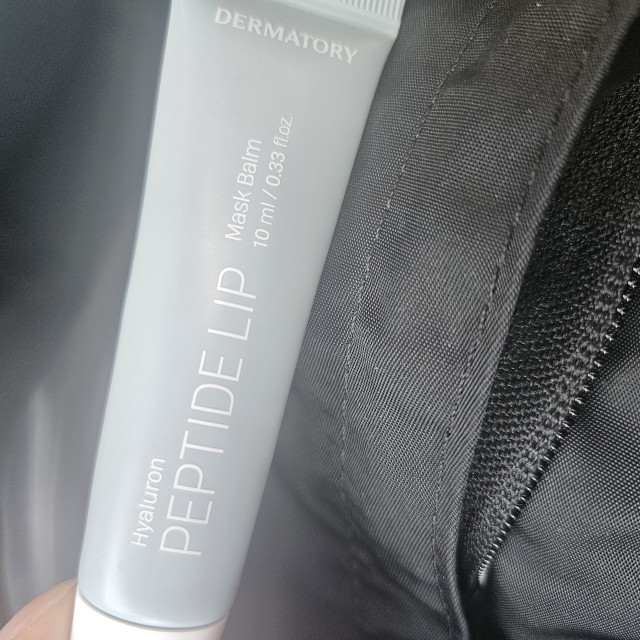 DERMATORY
Hyaluron
PEPTIDE LIP Mask Balm
10 ml / 0.33 fl.oz.